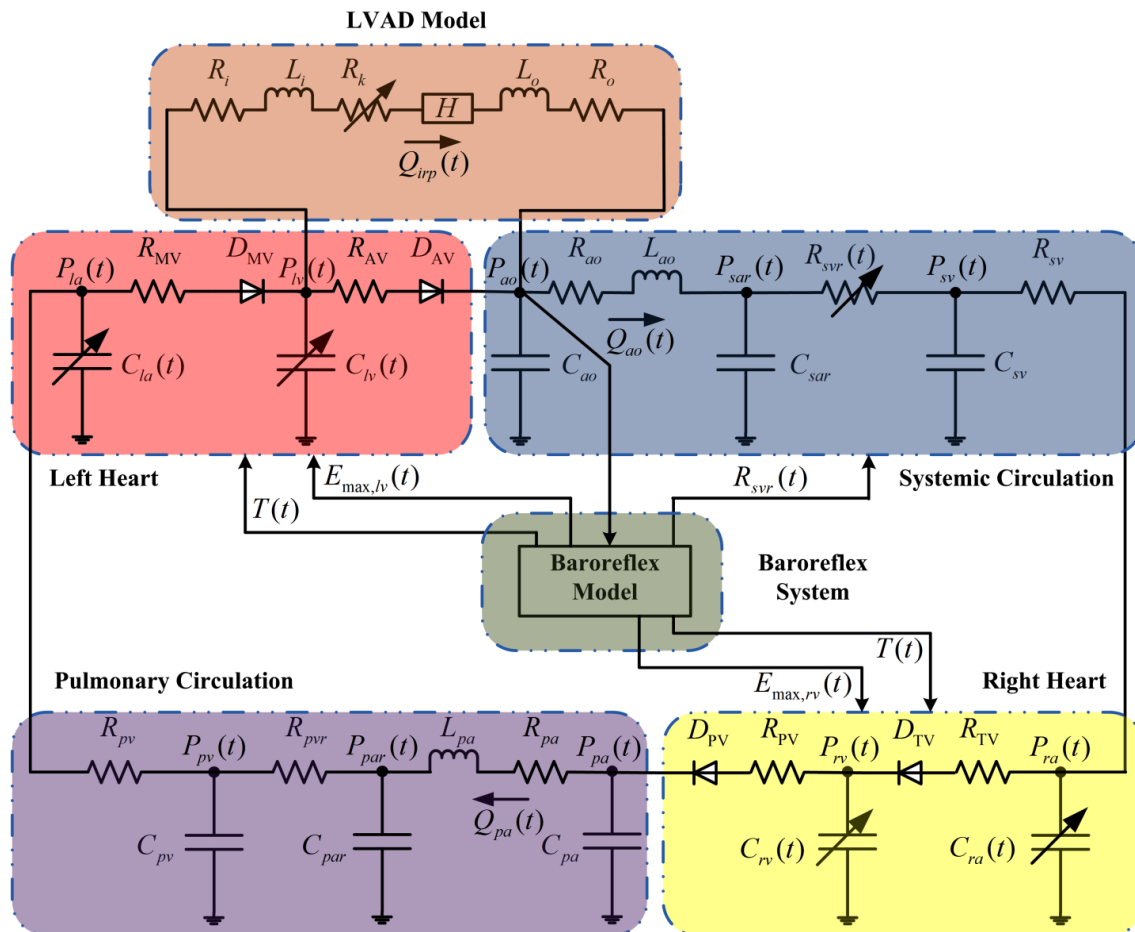 LVAD Model
R_i L_i R_k H L_o R_o
Q_irp(t)
P_la(t) R_MV D_MV P_lv(t) R_AV D_AV P_ao(t) R_ao L_ao P_sar(t) R_svr(t) P_sv(t) R_sv
Q_ao(t)
C_la(t) C_lv(t) C_ao C_sar C_sv
Left Heart
Systemic Circulation
T(t) E_max,lv(t) R_svr(t)
Baroreflex
Model
Baroreflex
System
T(t)
E_max,rv(t)
Pulmonary Circulation
Right Heart
R_pv P_pv(t) R_pvr P_par(t) L_pa R_pa P_pa(t) D_PV R_PV P_rv(t) D_TV R_TV P_ra(t)
Q_pa(t)
C_pv C_par C_pa C_rv(t) C_ra(t)